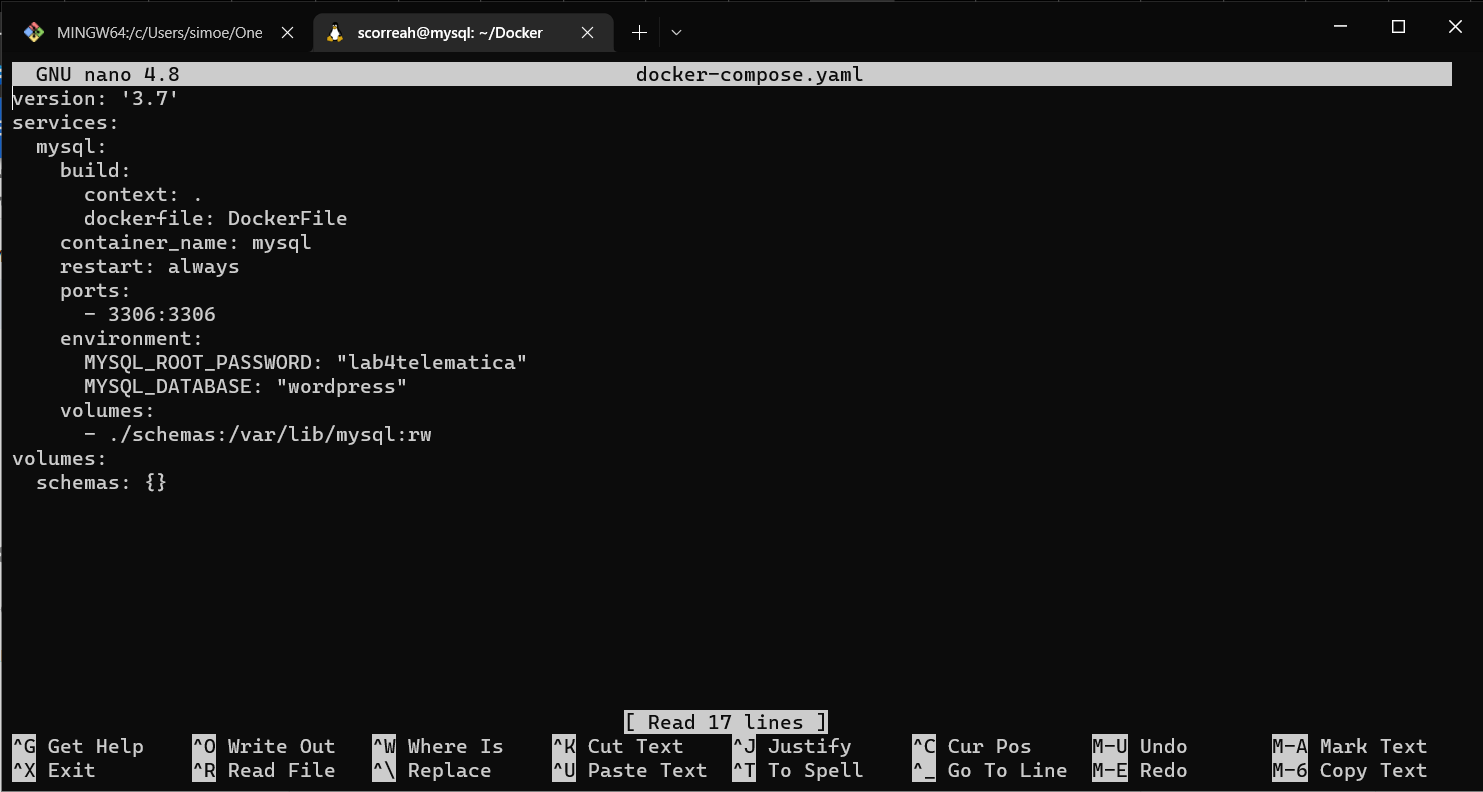 MINGW64:/c/Users/simoe/One
scorreah@mysql: ~/Docker
GNU nano 4.8 docker-compose.yaml
version: '3.7'
services:
  mysql:
    build:
      context: .
      dockerfile: DockerFile
    container_name: mysql
    restart: always
    ports:
      - 3306:3306
    environment:
      MYSQL_ROOT_PASSWORD: "lab4telematica"
      MYSQL_DATABASE: "wordpress"
    volumes:
      - ./schemas:/var/lib/mysql:rw
volumes:
  schemas: {}
[ Read 17 lines ]
^G Get Help ^O Write Out ^W Where Is ^K Cut Text ^J Justify ^C Cur Pos M-U Undo M-A Mark Text
^X Exit ^R Read File ^\ Replace ^U Paste Text ^T To Spell ^_ Go To Line M-E Redo M-6 Copy Text